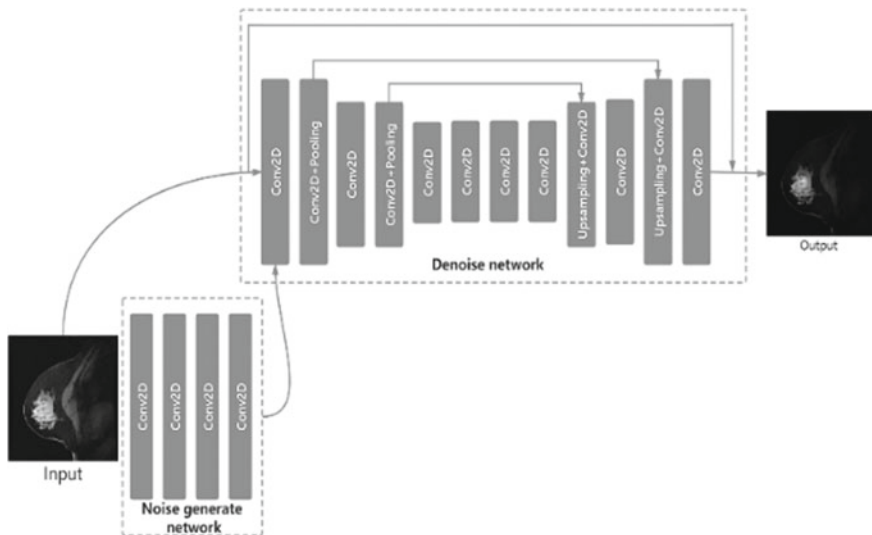 Conv2D
Conv2D+Pooling
Conv2D
Conv2D+Pooling
Conv2D
Conv2D
Conv2D
Conv2D
Upsampling+Conv2D
Conv2D
Upsampling+Conv2D
Conv2D
Denoise network
Output
Input
Conv2D
Conv2D
Conv2D
Conv2D
Noise generate
network